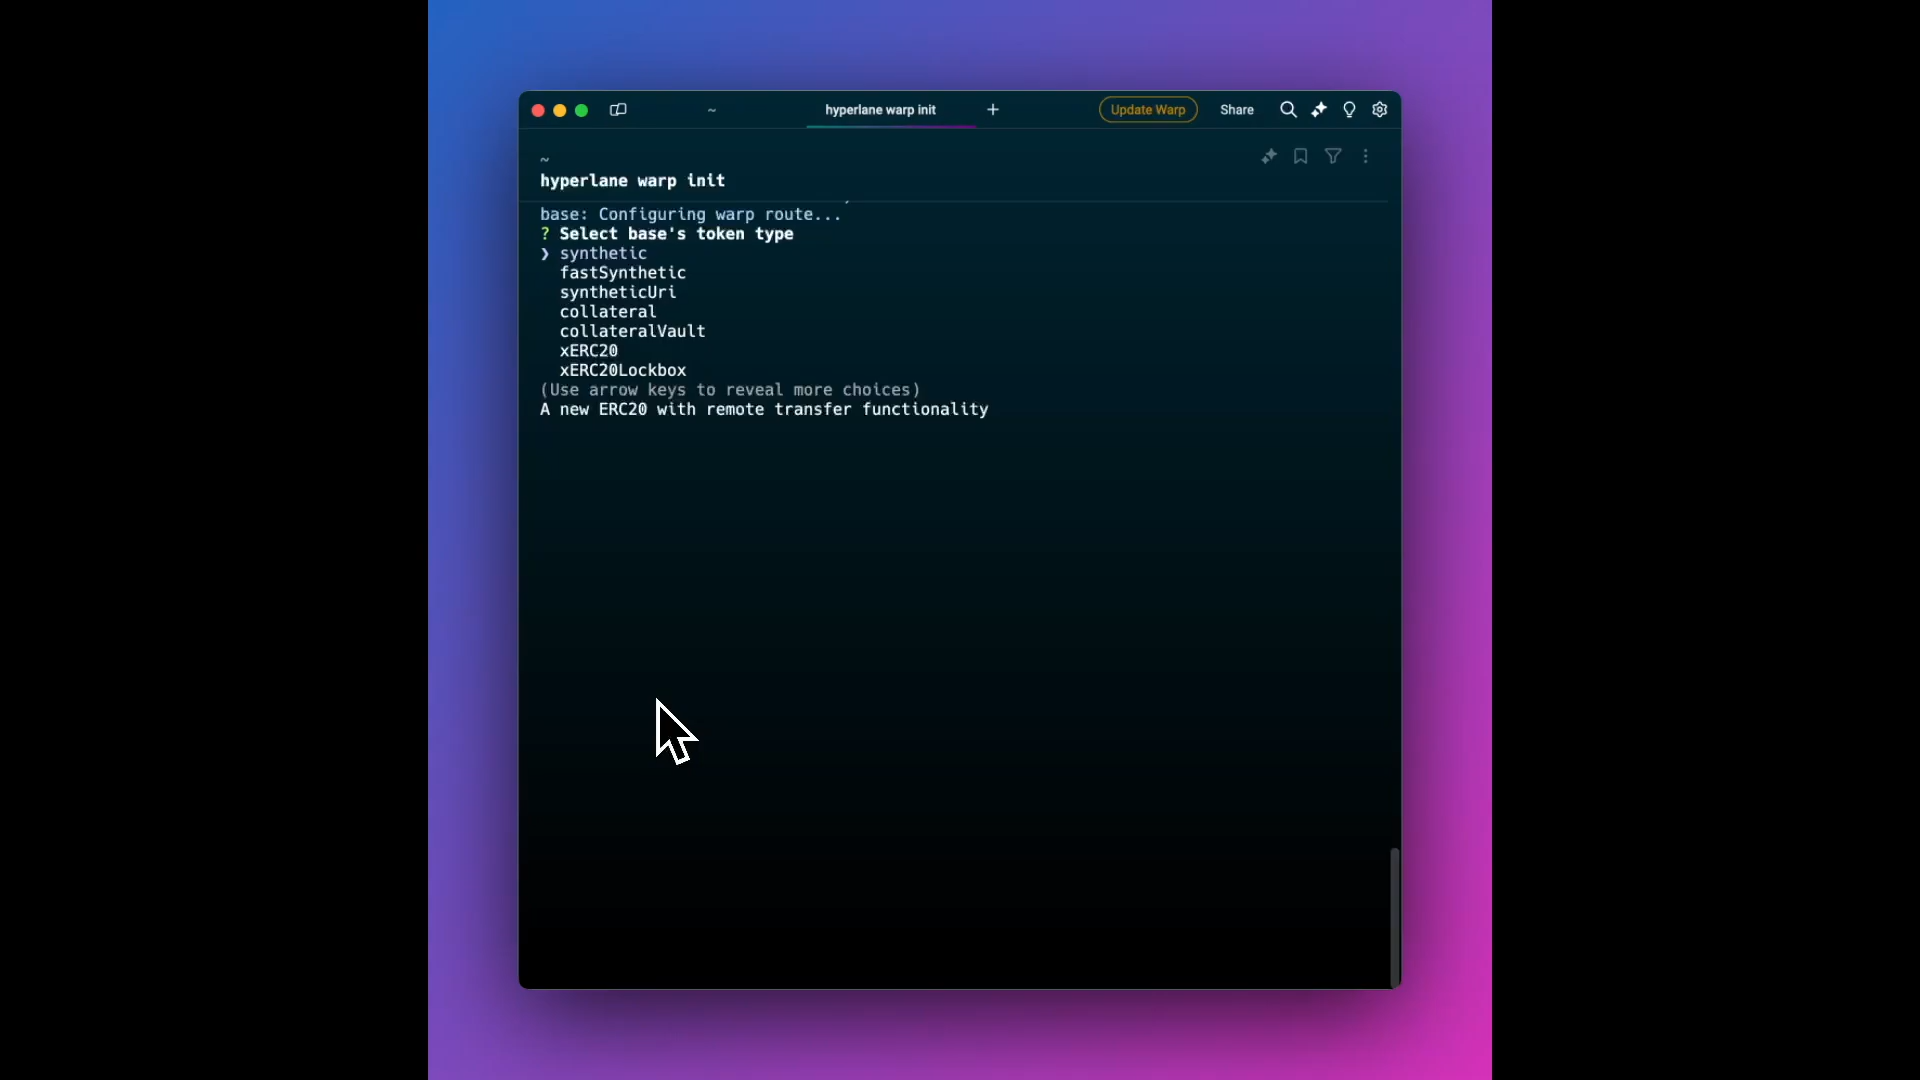 ~
hyperlane warp init
+
Update Warp
Share
~
hyperlane warp init
base: Configuring warp route...
? Select base's token type
❯ synthetic
fastSynthetic
syntheticUri
collateral
collateralVault
xERC20
xERC20Lockbox
(Use arrow keys to reveal more choices)
A new ERC20 with remote transfer functionality